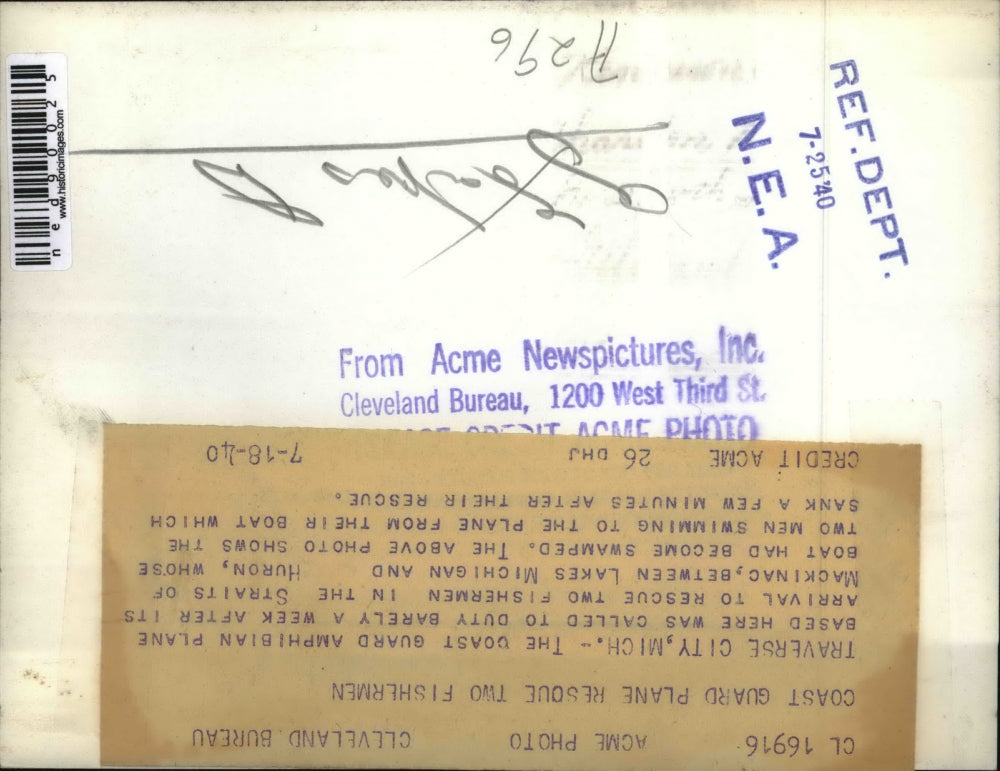 H296
ned90025
www.historicimages.com
REF.DEPT.
7-25 40
N.E.A.
From Acme Newspictures, Inc.
Cleveland Bureau, 1200 West Third St.
CREDIT ACME PHOTO
CL 16916 ACME PHOTO CLEVELAND BUREAU
COAST GUARD PLANE RESQUE TWO FISHERMEN
TRAVERSE CITY,MICH.-- THE COAST GUARD AMPHIBIAN PLANE
BASED HERE WAS CALLED TO DUTY BARELY A WEEK AFTER ITS
ARRIVAL TO RESCUE TWO FISHERMEN IN THE STRAITS OF
MACKINAC,BETWEEN LAKES MICHIGAN AND HURON, WHOSE
BOAT HAD BECOME SWAMPED. THE ABOVE PHOTO SHOWS THE
TWO MEN SWIMMING TO THE PLANE FROM THEIR BOAT WHICH
SANK A FEW MINUTES AFTER THEIR RESCUE.
CREDIT ACME 26 DHJ 7-18-40